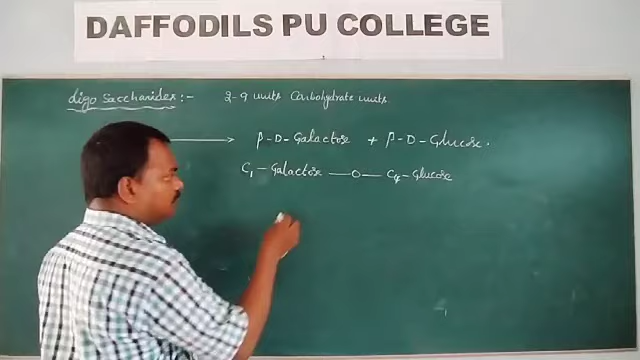 DAFFODILS PU COLLEGE
oligo Saccharides :- 2-9 units Carbohydrate units
→ β-D-Galactose + β-D-Glucose.
C₁ - Galactose — O — C₄ - Glucose